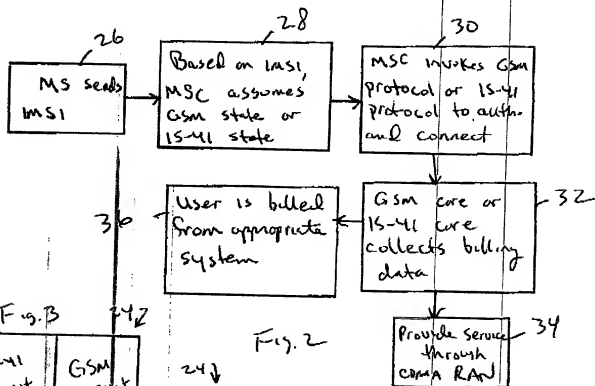 26
28
30
MS sends
IMSI
Based on IMSI,
MSC assumes
GSM state or
IS-41 state
MSC invokes GSM
protocol or IS-41
protocol to auth.
and connect
36
User is billed
from appropriate
system
GSM core or
IS-41 core
collects billing
data
32
Fig. 3
24
Fig. 2
Provide service
through
CDMA RAN
34
41
GSM
24